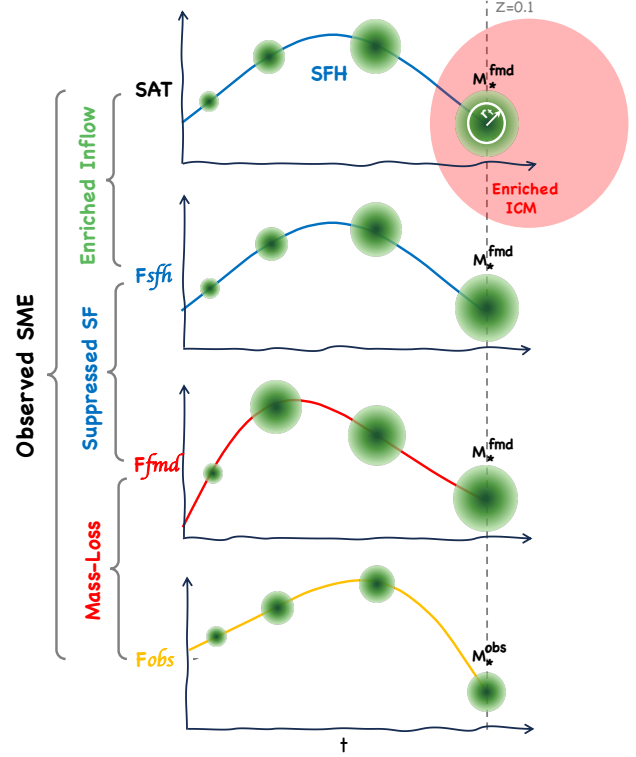 Z=0.1
SAT
SFH
M*^fmd
Enriched
ICM
Enriched Inflow
Fsfh
M*^fmd
Observed SME
Suppressed SF
Ffmd
M*^fmd
Mass-Loss
Fobs
M*^obs
t